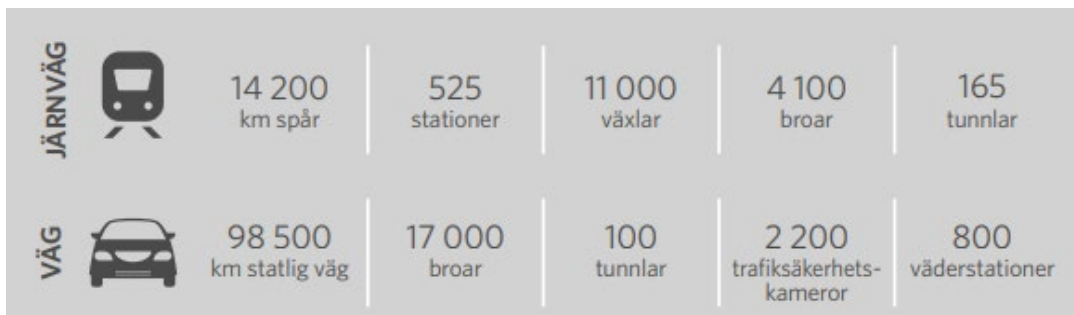 JÄRNVÄG
14 200
km spår
525
stationer
11 000
växlar
4 100
broar
165
tunnlar
VÄG
98 500
km statlig väg
17 000
broar
100
tunnlar
2 200
trafiksäkerhets-
kameror
800
väderstationer